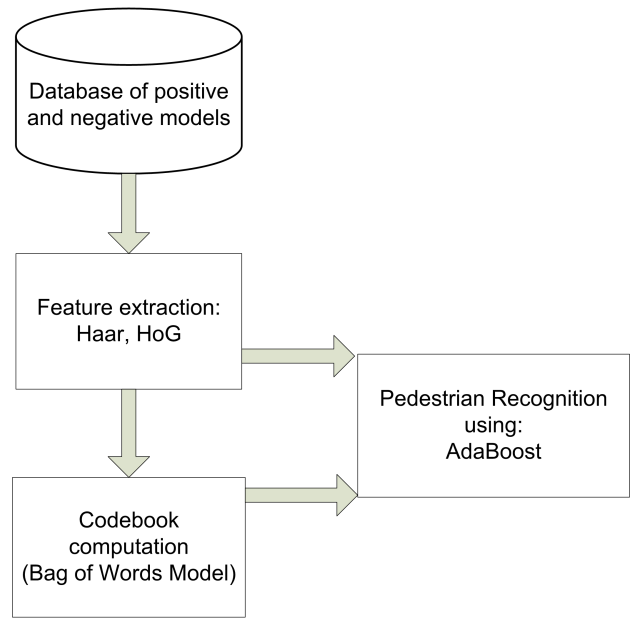 Database of positive
and negative models
Feature extraction:
Haar, HoG
Pedestrian Recognition
using:
AdaBoost
Codebook
computation
(Bag of Words Model)